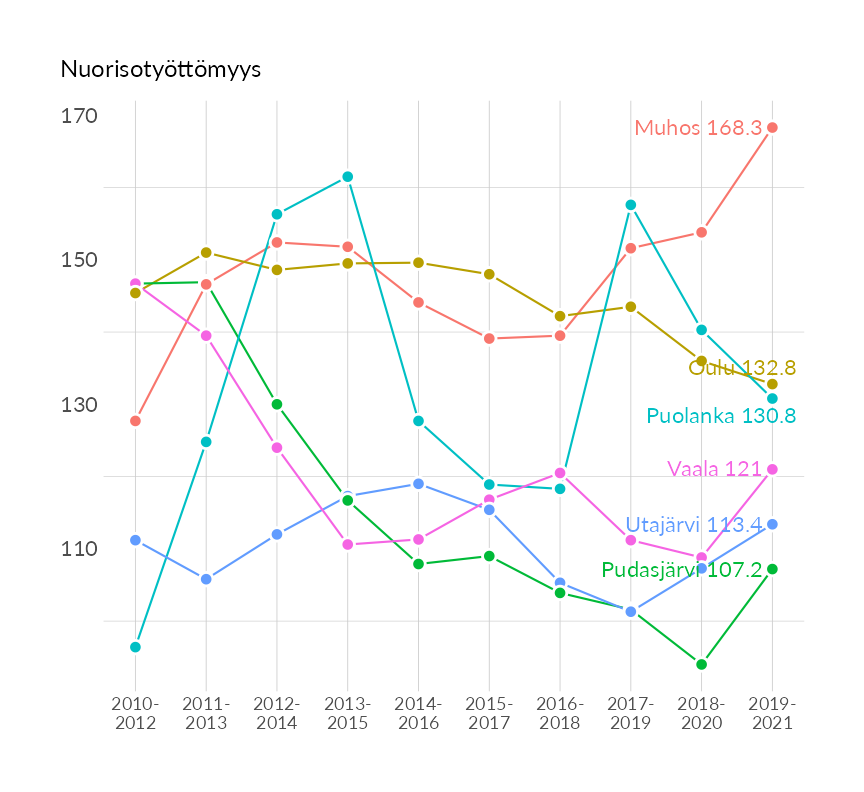 Nuorisotyöttömyys
170
150
130
110
Muhos 168.3
Oulu 132.8
Puolanka 130.8
Vaala 121
Utajärvi 113.4
Pudasjärvi 107.2
2010- 2011- 2012- 2013- 2014- 2015- 2016- 2017- 2018- 2019-
2012 2013 2014 2015 2016 2017 2018 2019 2020 2021